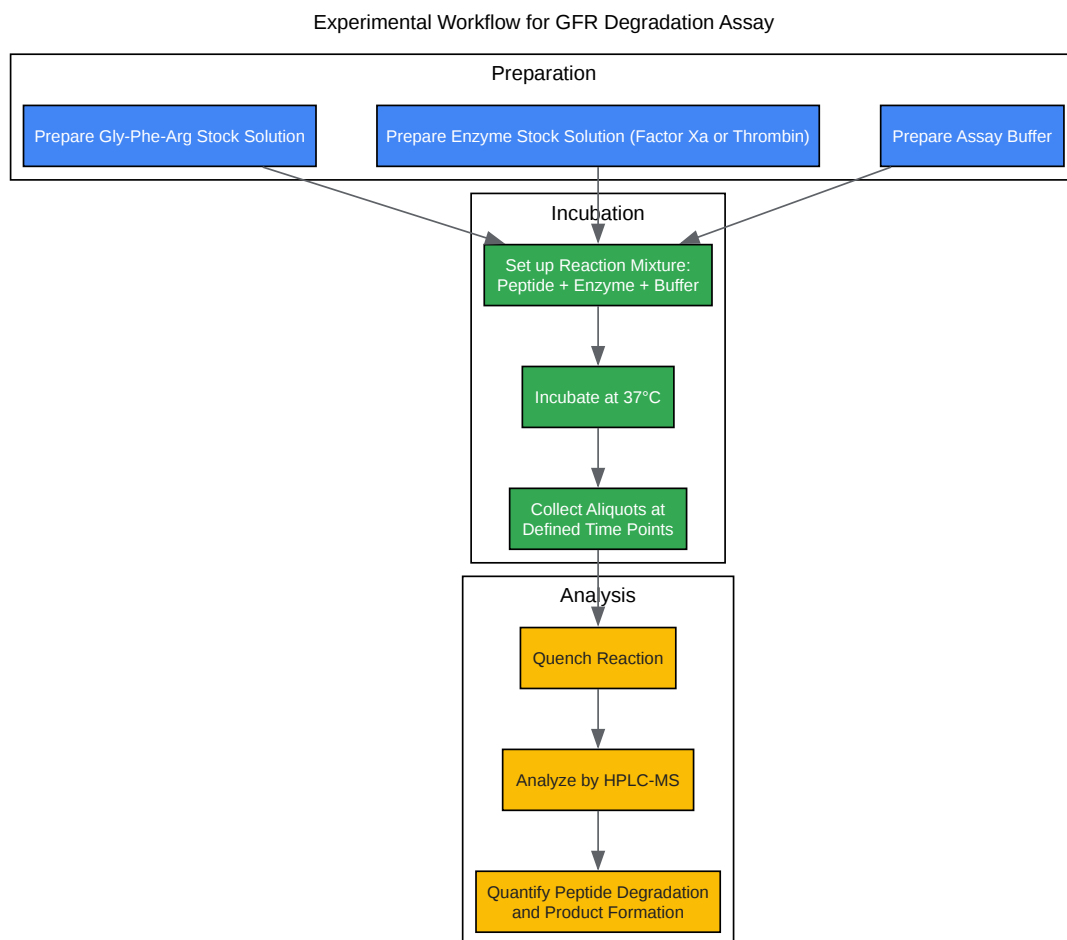 Experimental Workflow for GFR Degradation Assay
Preparation
Prepare Gly-Phe-Arg Stock Solution
Prepare Enzyme Stock Solution (Factor Xa or Thrombin)
Prepare Assay Buffer
Incubation
Set up Reaction Mixture:
Peptide + Enzyme + Buffer
Incubate at 37°C
Collect Aliquots at
Defined Time Points
Analysis
Quench Reaction
Analyze by HPLC-MS
Quantify Peptide Degradation
and Product Formation